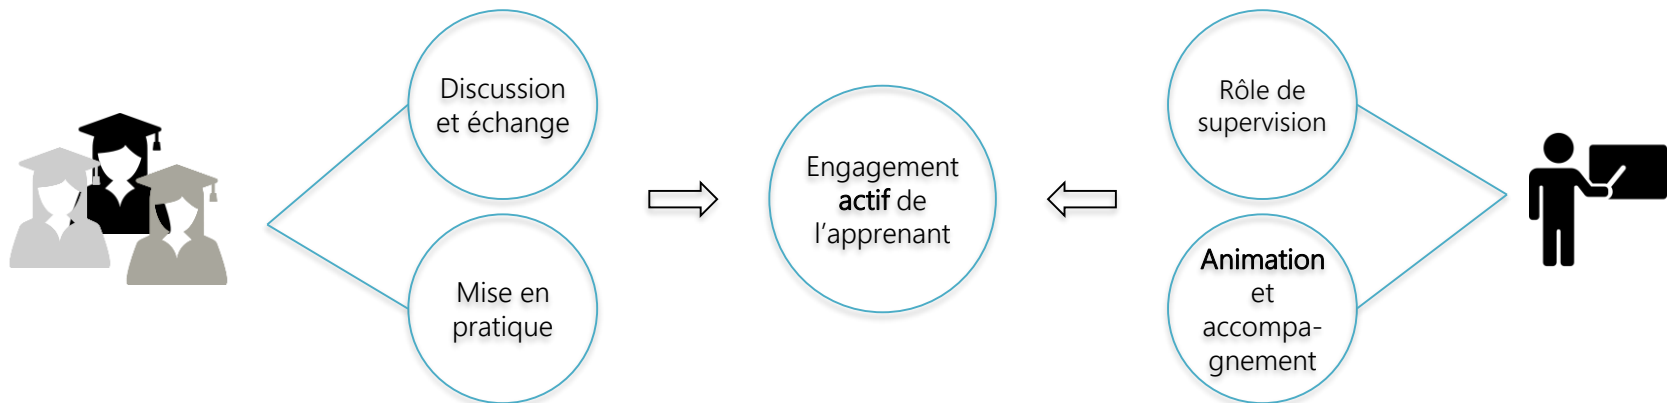 Discussion
et échange
Mise en
pratique
Engagement
actif de
l’apprenant
Rôle de
supervision
Animation
et
accompa-
gnement